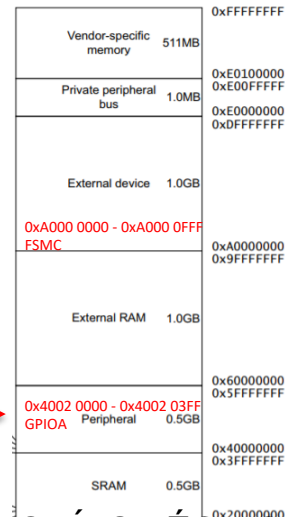 0xFFFFFFFF
Vendor-specific
memory 511MB
0xE0100000
0xE00FFFFF
Private peripheral
bus 1.0MB
0xE0000000
0xDFFFFFFF
External device 1.0GB
0xA000 0000 - 0xA000 0FFF
FSMC
0xA0000000
0x9FFFFFFF
External RAM 1.0GB
0x60000000
0x5FFFFFFF
0x4002 0000 - 0x4002 03FF
GPIOA Peripheral 0.5GB
0x40000000
0x3FFFFFFF
SRAM 0.5GB
0x20000000